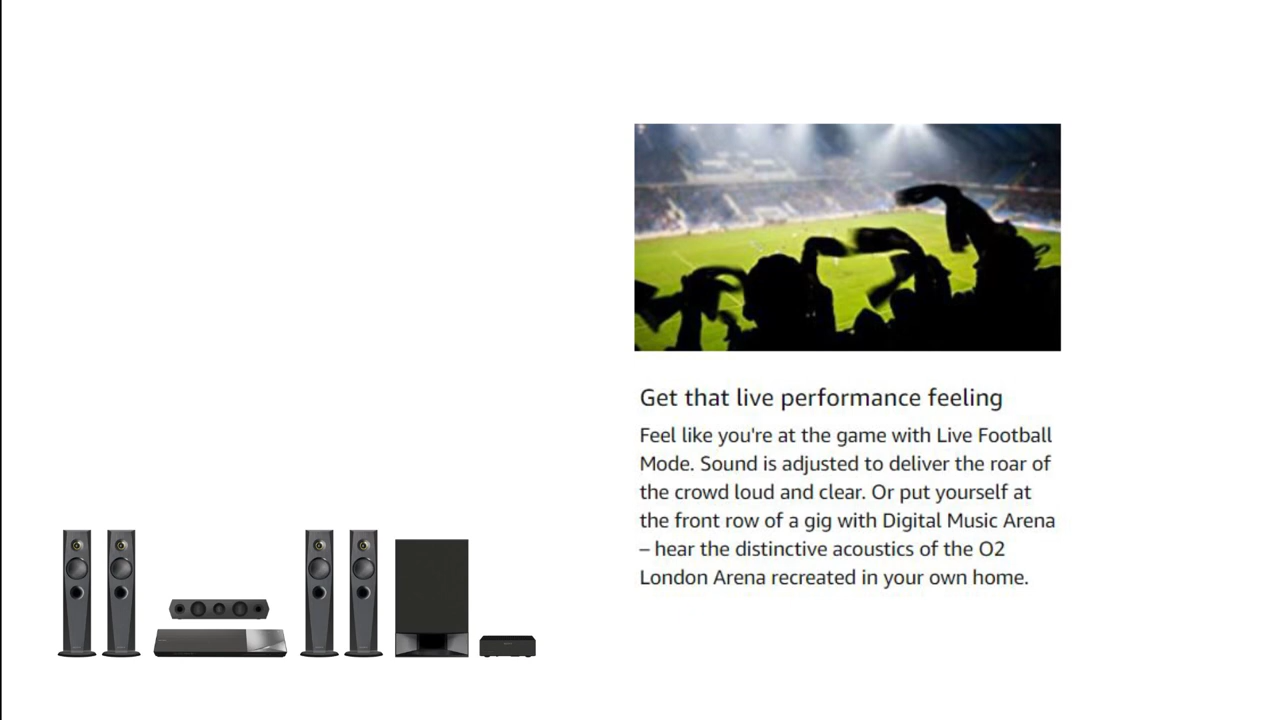 Get that live performance feeling
Feel like you're at the game with Live Football
Mode. Sound is adjusted to deliver the roar of
the crowd loud and clear. Or put yourself at
the front row of a gig with Digital Music Arena
– hear the distinctive acoustics of the O2
London Arena recreated in your own home.